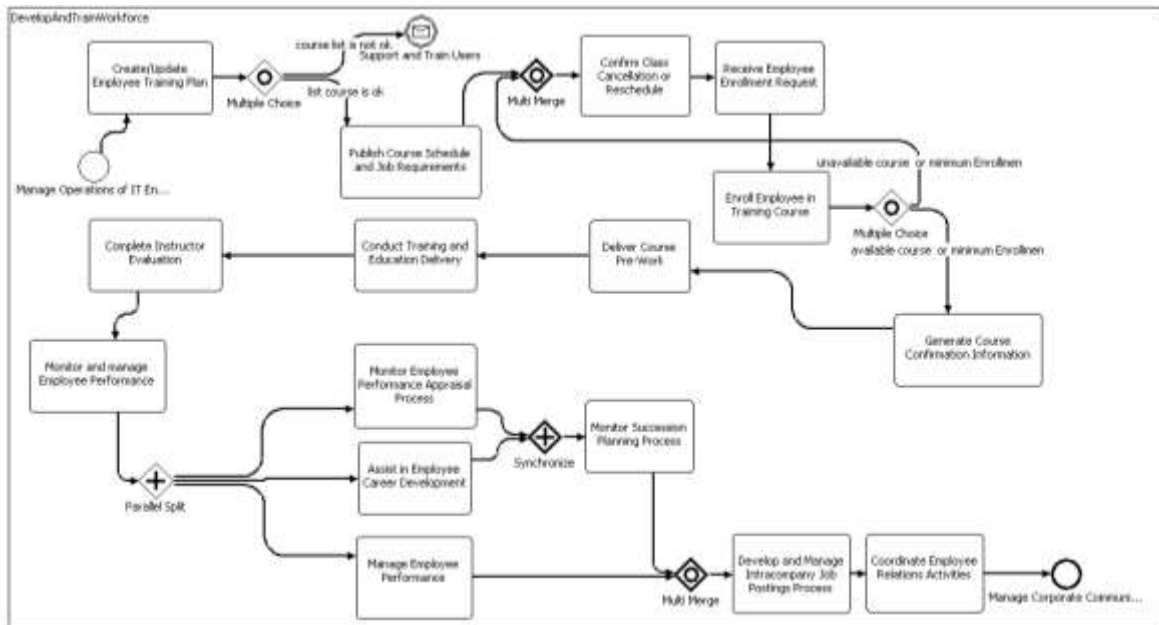 DevelopAndTrainWorkforce
course list is not ok
Support and Train Users
Create/Update
Employee Training Plan
Multiple Choice
list course is ok
Manage Operations of IT En...
Publish Course Schedule
and Job Requirements
Multi Merge
Confirm Class
Cancellation or
Reschedule
Receive Employee
Enrollment Request
unavailable course or minimum Enrollmen
Enroll Employee in
Training Course
Multiple Choice
available course or minimum Enrollmen
Complete Instructor
Evaluation
Conduct Training and
Education Delivery
Deliver Course
Pre-Work
Generate Course
Confirmation Information
Monitor and manage
Employee Performance
Monitor Employee
Performance Appraisal
Process
Monitor Succession
Planning Process
Synchronize
Assist in Employee
Career Development
Parallel Split
Manage Employee
Performance
Multi Merge
Develop and Manage
Intracompany Job
Postings Process
Coordinate Employee
Relations Activities
Manage Corporate Communi...